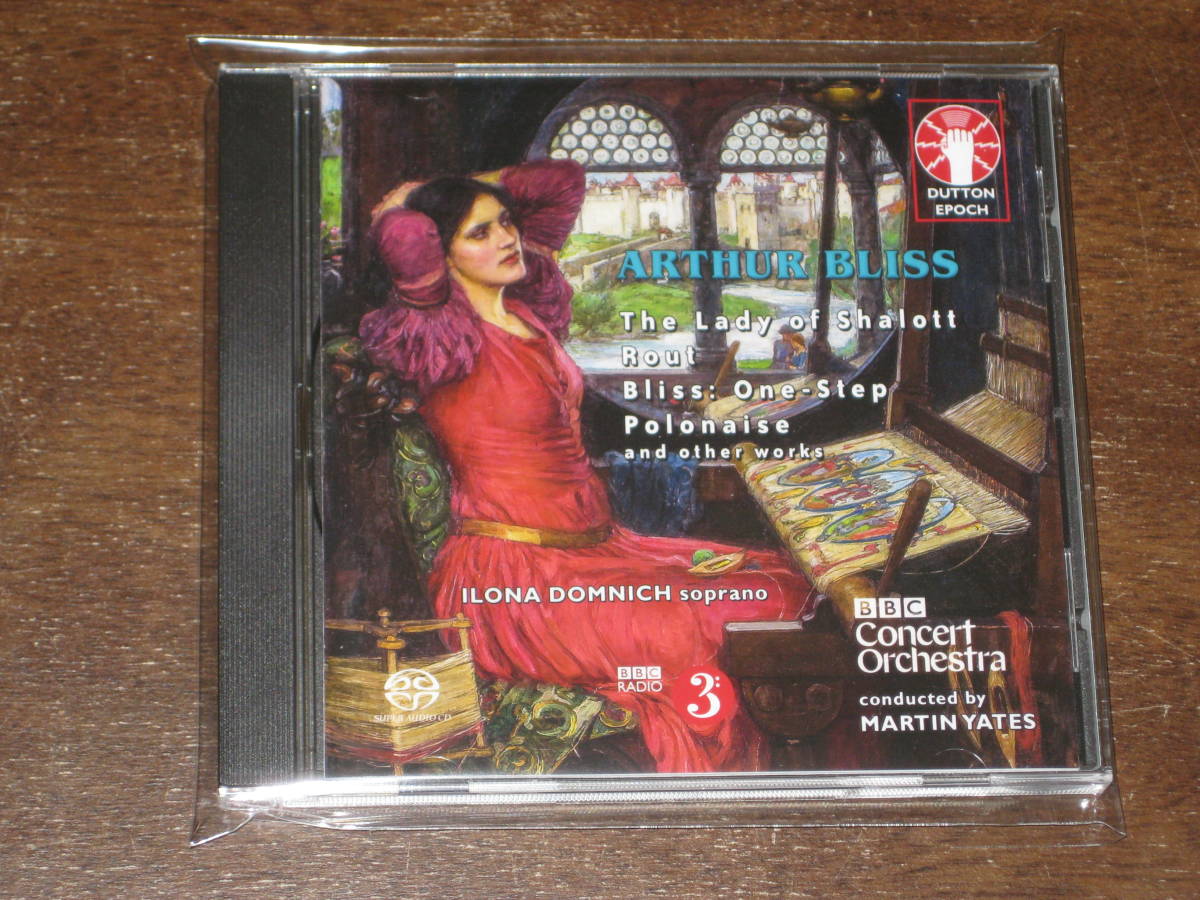 DUTTON
EPOCH
ARTHUR BLISS
The Lady of Shalott
Rout
Bliss: One-Step
Polonaise
and other works
ILONA DOMNICH soprano
BBC
Concert
Orchestra
conducted by
MARTIN YATES
BBC
RADIO
3:
SUPER AUDIO CD